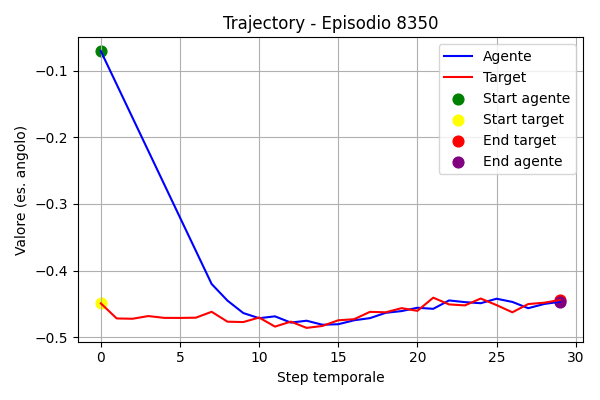 Trajectory - Episodio 8350
Valore (es. angolo)
−0.1
−0.2
−0.3
−0.4
−0.5
Agente
Target
Start agente
Start target
End target
End agente
0
5
10
15
20
25
30
Step temporale